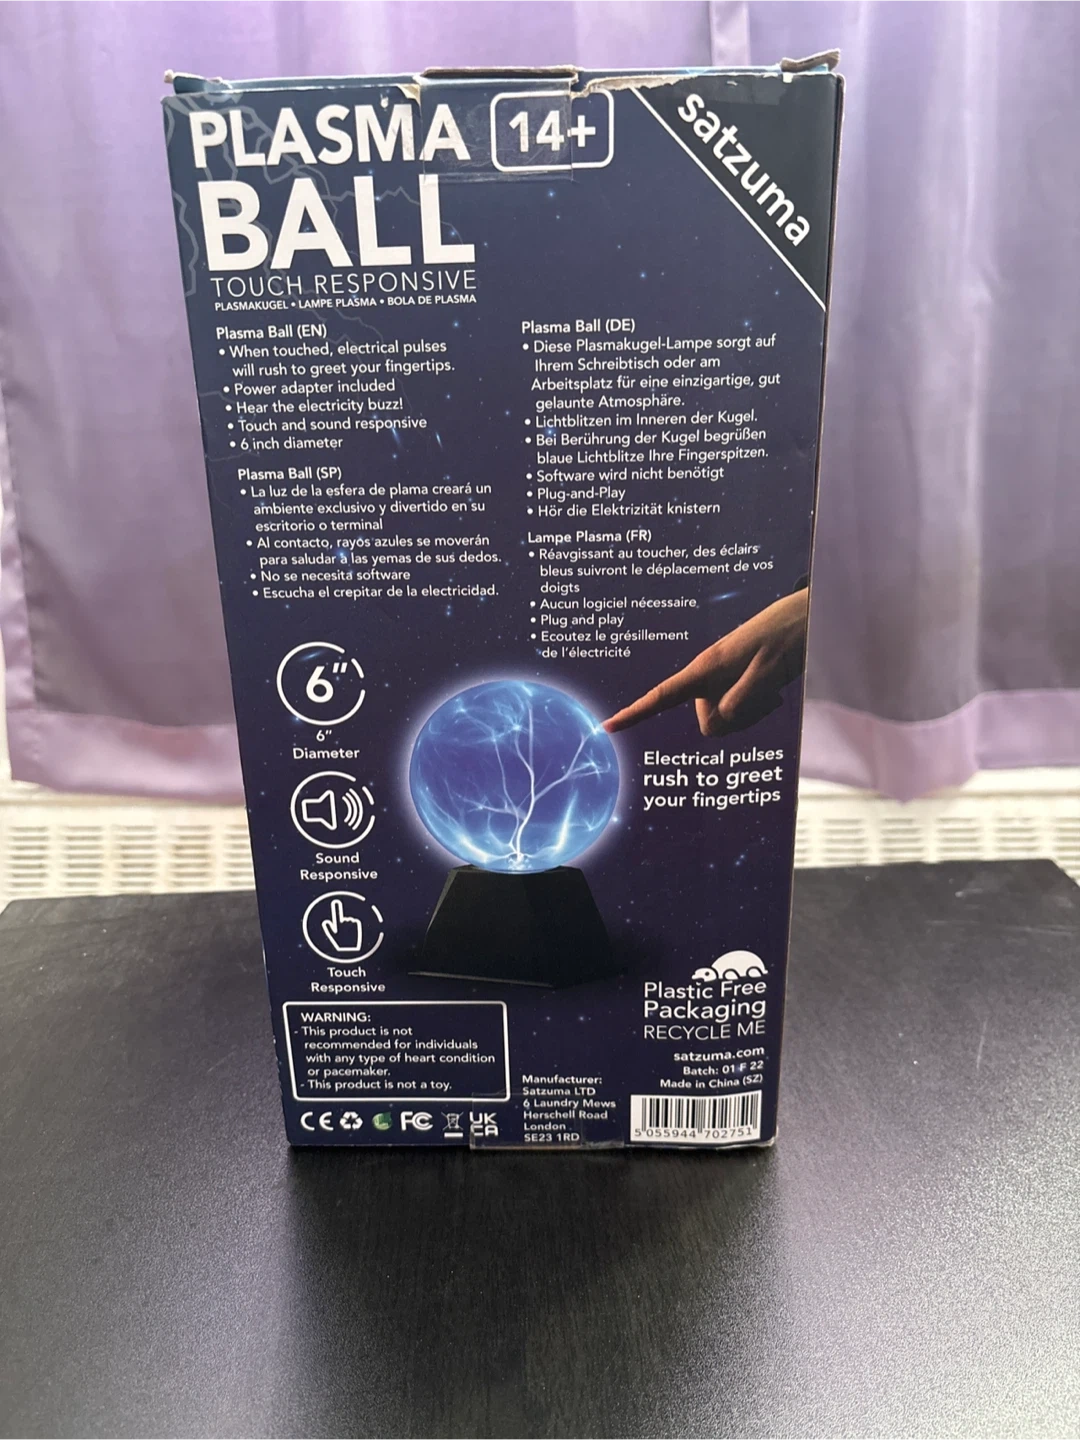 PLASMA
14+
BALL
satzuma
TOUCH RESPONSIVE
PLASMAKUGEL • LAMPE PLASMA • BOLA DE PLASMA
Plasma Ball (EN)
• When touched, electrical pulses
will rush to greet your fingertips.
• Power adapter included
• Hear the electricity buzz!
• Touch and sound responsive
• 6 inch diameter
Plasma Ball (SP)
• La luz de la esfera de plama creará un
ambiente exclusivo y divertido en su
escritorio o terminal
• Al contacto, rayos azules se moverán
para saludar a las yemas de sus dedos.
• No se necesita software
• Escucha el crepitar de la electricidad.
Plasma Ball (DE)
• Diese Plasmakugel-Lampe sorgt auf
Ihrem Schreibtisch oder am
Arbeitsplatz für eine einzigartige, gut
gelaunte Atmosphäre.
• Lichtblitzen im Inneren der Kugel.
• Bei Berührung der Kugel begrüßen
blaue Lichtblitze Ihre Fingerspitzen.
• Software wird nicht benötigt
• Plug-and-Play
• Hör die Elektrizität knistern
Lampe Plasma (FR)
• Réavgissant au toucher, des éclairs
bleus suivront le déplacement de vos
doigts
• Aucun logiciel nécessaire
• Plug and play
• Ecoutez le grésillement
de l'électricité
6"
6"
Diameter
Sound
Responsive
Touch
Responsive
Electrical pulses
rush to greet
your fingertips
WARNING:
- This product is not
recommended for individuals
with any type of heart condition
or pacemaker.
- This product is not a toy.
CE FC UK
CA
Manufacturer:
Satzuma LTD
6 Laundry Mews
Herschell Road
London
SE23 1RD
Plastic Free
Packaging
RECYCLE ME
satzuma.com
Batch: 01 F 22
Made in China (SZ)
5 055944 702751